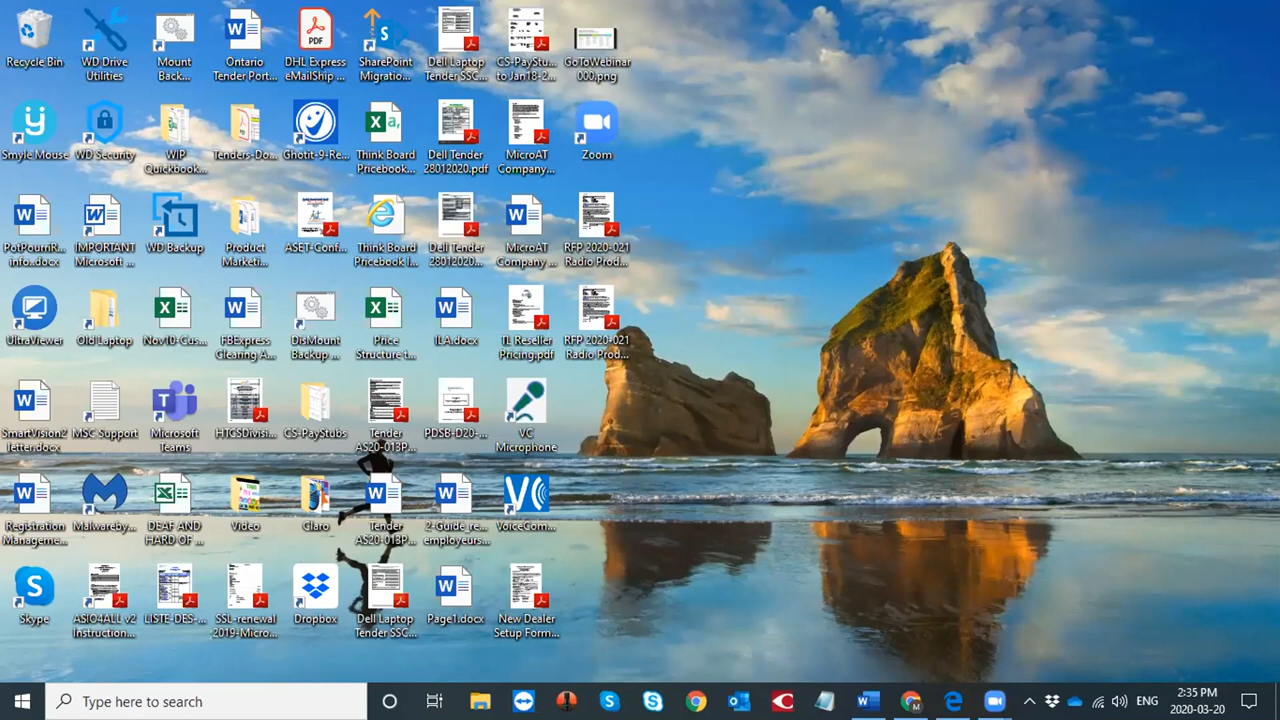 Recycle Bin
WD Drive
Utilities
Mount
Back...
Ontario
Tender Port...
DHL Express
eMailShip ...
SharePoint
Migratio...
Dell Laptop
Tender SSC...
CS-PayStu...
to Jan18-2...
GoToWebinar
000.png
Smyle Mouse
WD Security
WIP
Quickbook...
Tenders-Do...
Ghotit-9-Re...
Think Board
Pricebook...
Dell Tender
28012020.pdf
MicroAT
Company...
Zoom
PotPourriR...
info..docx
IMPORTANT
Microsoft ...
WD Backup
Product
Marketi...
ASET-Conf...
Think Board
Pricebook I...
Dell Tender
28012020...
MicroAT
Company ...
RFP 2020-021
Radio Prod...
UltraViewer
Old Laptop
Nov10-Cus...
FBExpress
Clearing A...
DisMount
Backup ...
Price
Structure t...
ILA.docx
TL Reseller
Pricing.pdf
RFP 2020-021
Radio Prod...
SmartVision2
letter.docx
MSC Support
Microsoft
Teams
HTCSDivisi...
CS-PayStubs
Tender
AS20-013P...
PDSB-D20-...
VC
Microphone
Registration
Manageme...
Malwareby...
DEAF AND
HARD OF ...
Video
Claro
Tender
AS20-013P...
2-Guide_re...
employeurs...
VoiceCom...
Skype
ASIO4ALL v2
Instruction...
LISTE-DES-...
SSL-renewal
2019-Micro...
Dropbox
Dell Laptop
Tender SSC...
Page1.docx
New Dealer
Setup Form...
Type here to search
ENG
2:35 PM
2020-03-20